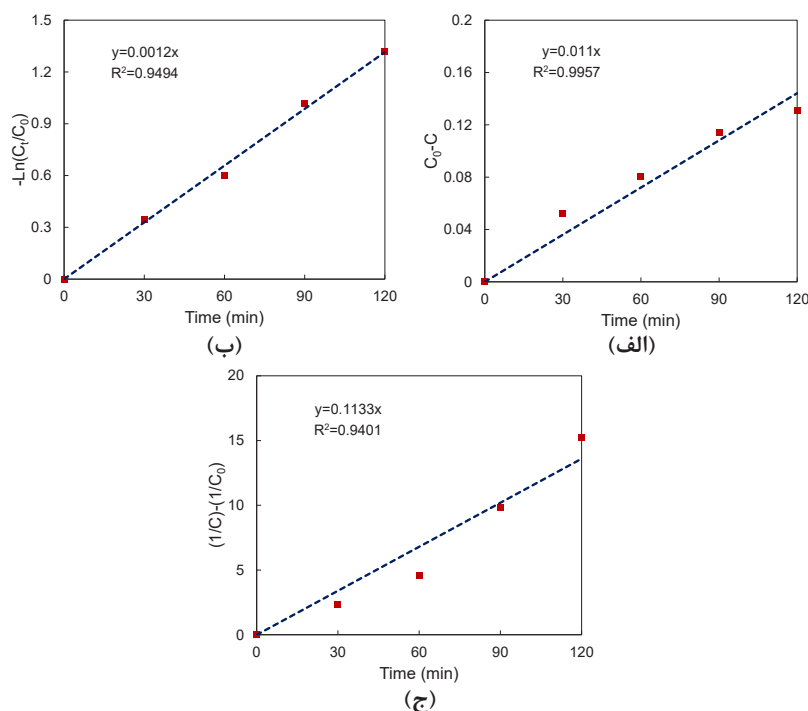 y=0.0012x
R²=0.9494
-Ln(Cₜ/C₀)
1.5
1.2
0.9
0.6
0.3
0
0 30 60 90 120
Time (min)
(ب)
y=0.011x
R²=0.9957
C₀-C
0.2
0.16
0.12
0.08
0.04
0
0 30 60 90 120
Time (min)
(الف)
y=0.1133x
R²=0.9401
(1/C)-(1/C₀)
20
15
10
5
0
0 30 60 90 120
Time (min)
(ج)